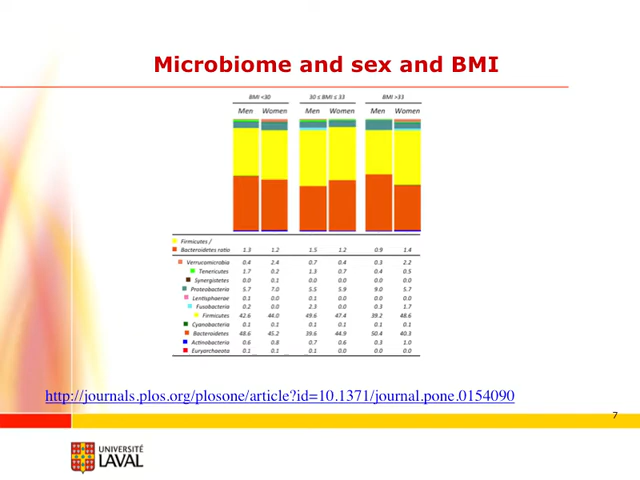 Microbiome and sex and BMI
BMI <30 30 ≤ BMI ≤ 33 BMI >33
Men Women Men Women Men Women
Firmicutes /
Bacteroidetes ratio 1.3 1.2 1.5 1.2 0.9 1.4
Verrucomicrobia 0.4 2.4 0.7 0.4 0.3 2.2
Tenericutes 1.7 0.2 1.3 0.7 0.4 0.5
Synergistetes 0.0 0.1 0.0 0.0 0.0 0.0
Proteobacteria 5.7 7.0 5.5 5.9 9.0 5.7
Lentisphaerae 0.1 0.0 0.1 0.0 0.0 0.0
Fusobacteria 0.2 0.0 2.3 0.0 0.3 1.7
Firmicutes 42.6 44.0 49.6 47.4 39.2 48.6
Cyanobacteria 0.1 0.1 0.1 0.1 0.1 0.1
Bacteroidetes 48.6 45.2 39.6 44.9 50.4 40.3
Actinobacteria 0.6 0.8 0.7 0.6 0.3 1.0
Euryarchaeota 0.1 0.1 0.1 0.0 0.0 0.0
http://journals.plos.org/plosone/article?id=10.1371/journal.pone.0154090
7
UNIVERSITÉ
LAVAL